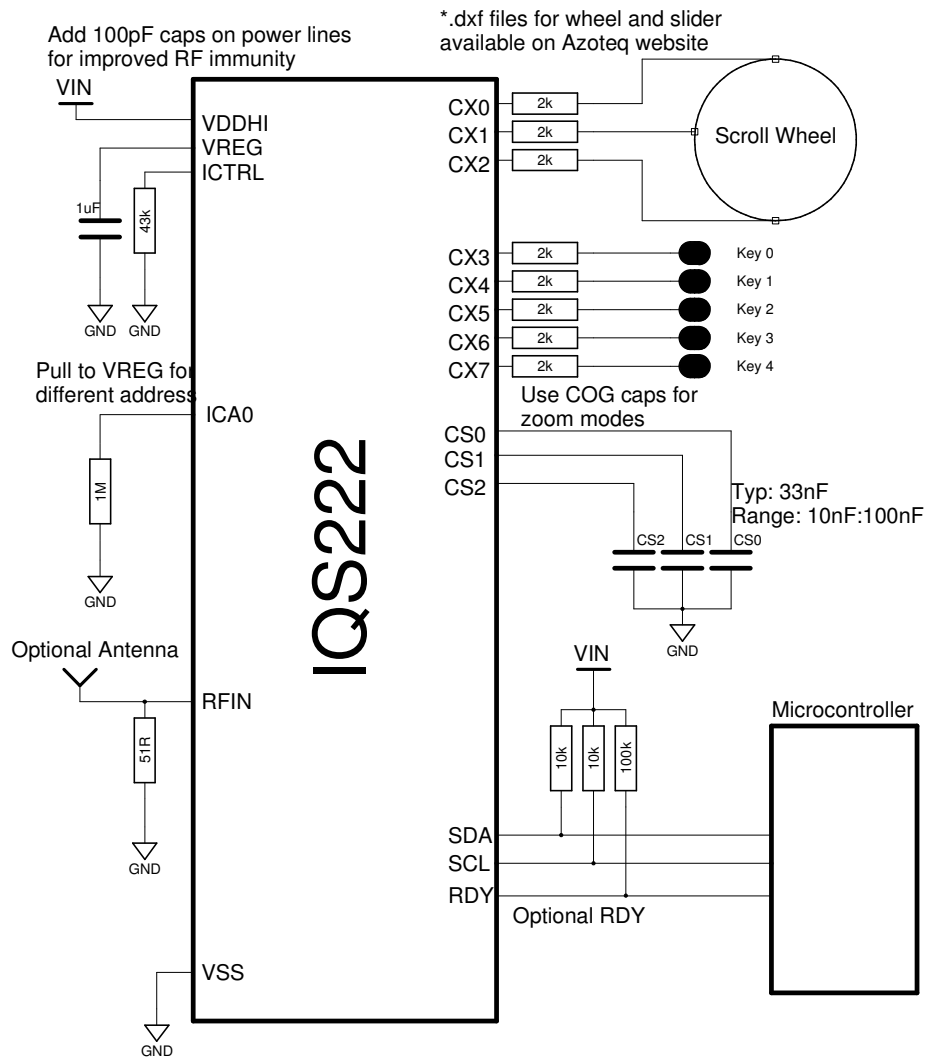 Add 100pF caps on power lines
for improved RF immunity
*.dxf files for wheel and slider
available on Azoteq website
VIN
VDDHI
VREG
ICTRL
1uF
43k
GND
GND
CX0
2k
CX1
2k
CX2
2k
Scroll Wheel
CX3
2k
Key 0
CX4
2k
Key 1
CX5
2k
Key 2
CX6
2k
Key 3
CX7
2k
Key 4
Pull to VREG for
different address
ICA0
1M
GND
Use COG caps for
zoom modes
CS0
CS1
CS2
Typ: 33nF
Range: 10nF:100nF
CS2
CS1
CS0
GND
IQS222
Optional Antenna
RFIN
51R
GND
VIN
10k
10k
100k
Microcontroller
SDA
SCL
RDY
Optional RDY
VSS
GND